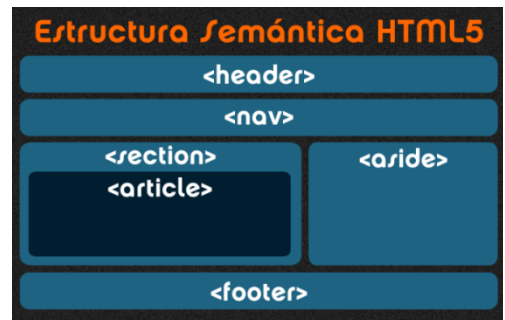 Estructura Semántica HTML5
<header>
<nav>
<section>
<aside>
<article>
<footer>